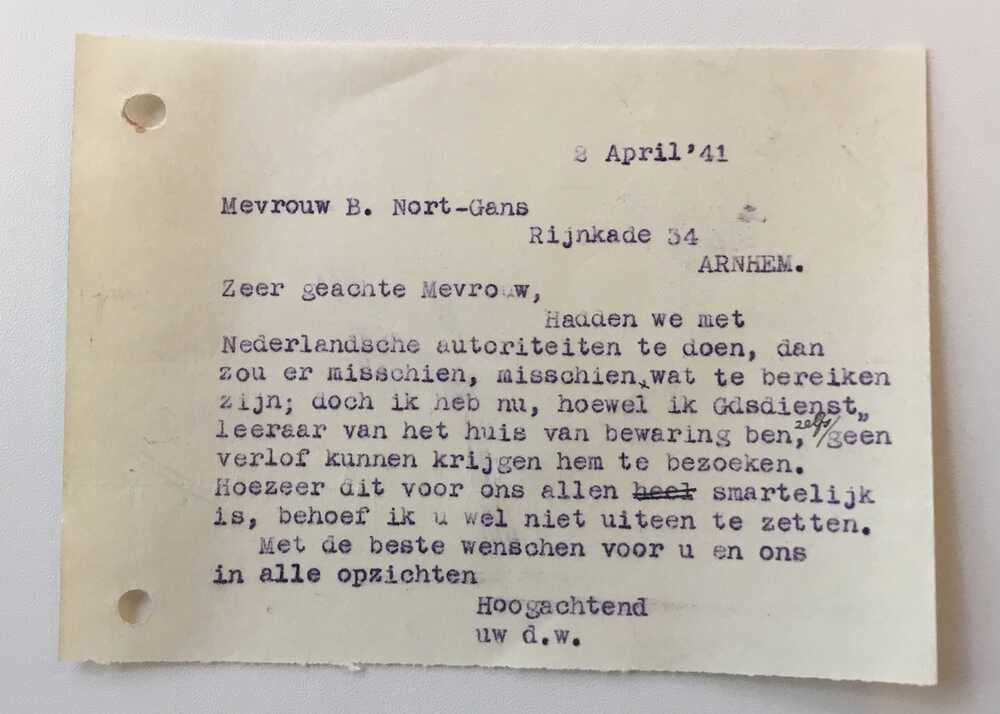 2 April '41
Mevrouw B. Nort-Gans
Rijnkade 34
ARNHEM.
Zeer geachte Mevrouw,
Hadden we met
Nederlandsche autoriteiten te doen, dan
zou er misschien, misschien, wat te bereiken
zijn; doch ik heb nu, hoewel ik Gdsdienst„
leeraar van het huis van bewaring ben, zelfs/geen
verlof kunnen krijgen hem te bezoeken.
Hoezeer dit voor ons allen heel smartelijk
is, behoef ik u wel niet uiteen te zetten.
Met de beste wenschen voor u en ons
in alle opzichten
Hoogachtend
uw d.w.